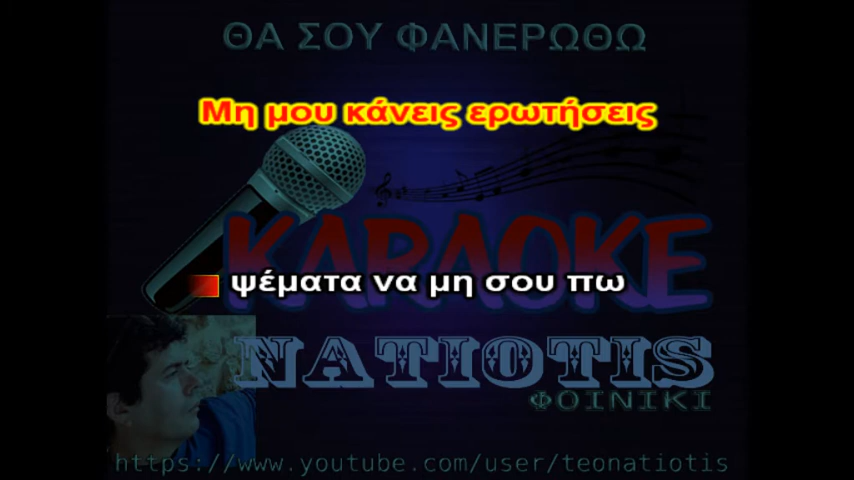 ΘΑ ΣΟΥ ΦΑΝΕΡΩΘΩ
Μη μου κάνεις ερωτήσεις
KARAOKE
ψέματα να μη σου πω
NATIOTIS
ΦΟΙΝΙΚΙ
https://www.youtube.com/user/teonatiotis